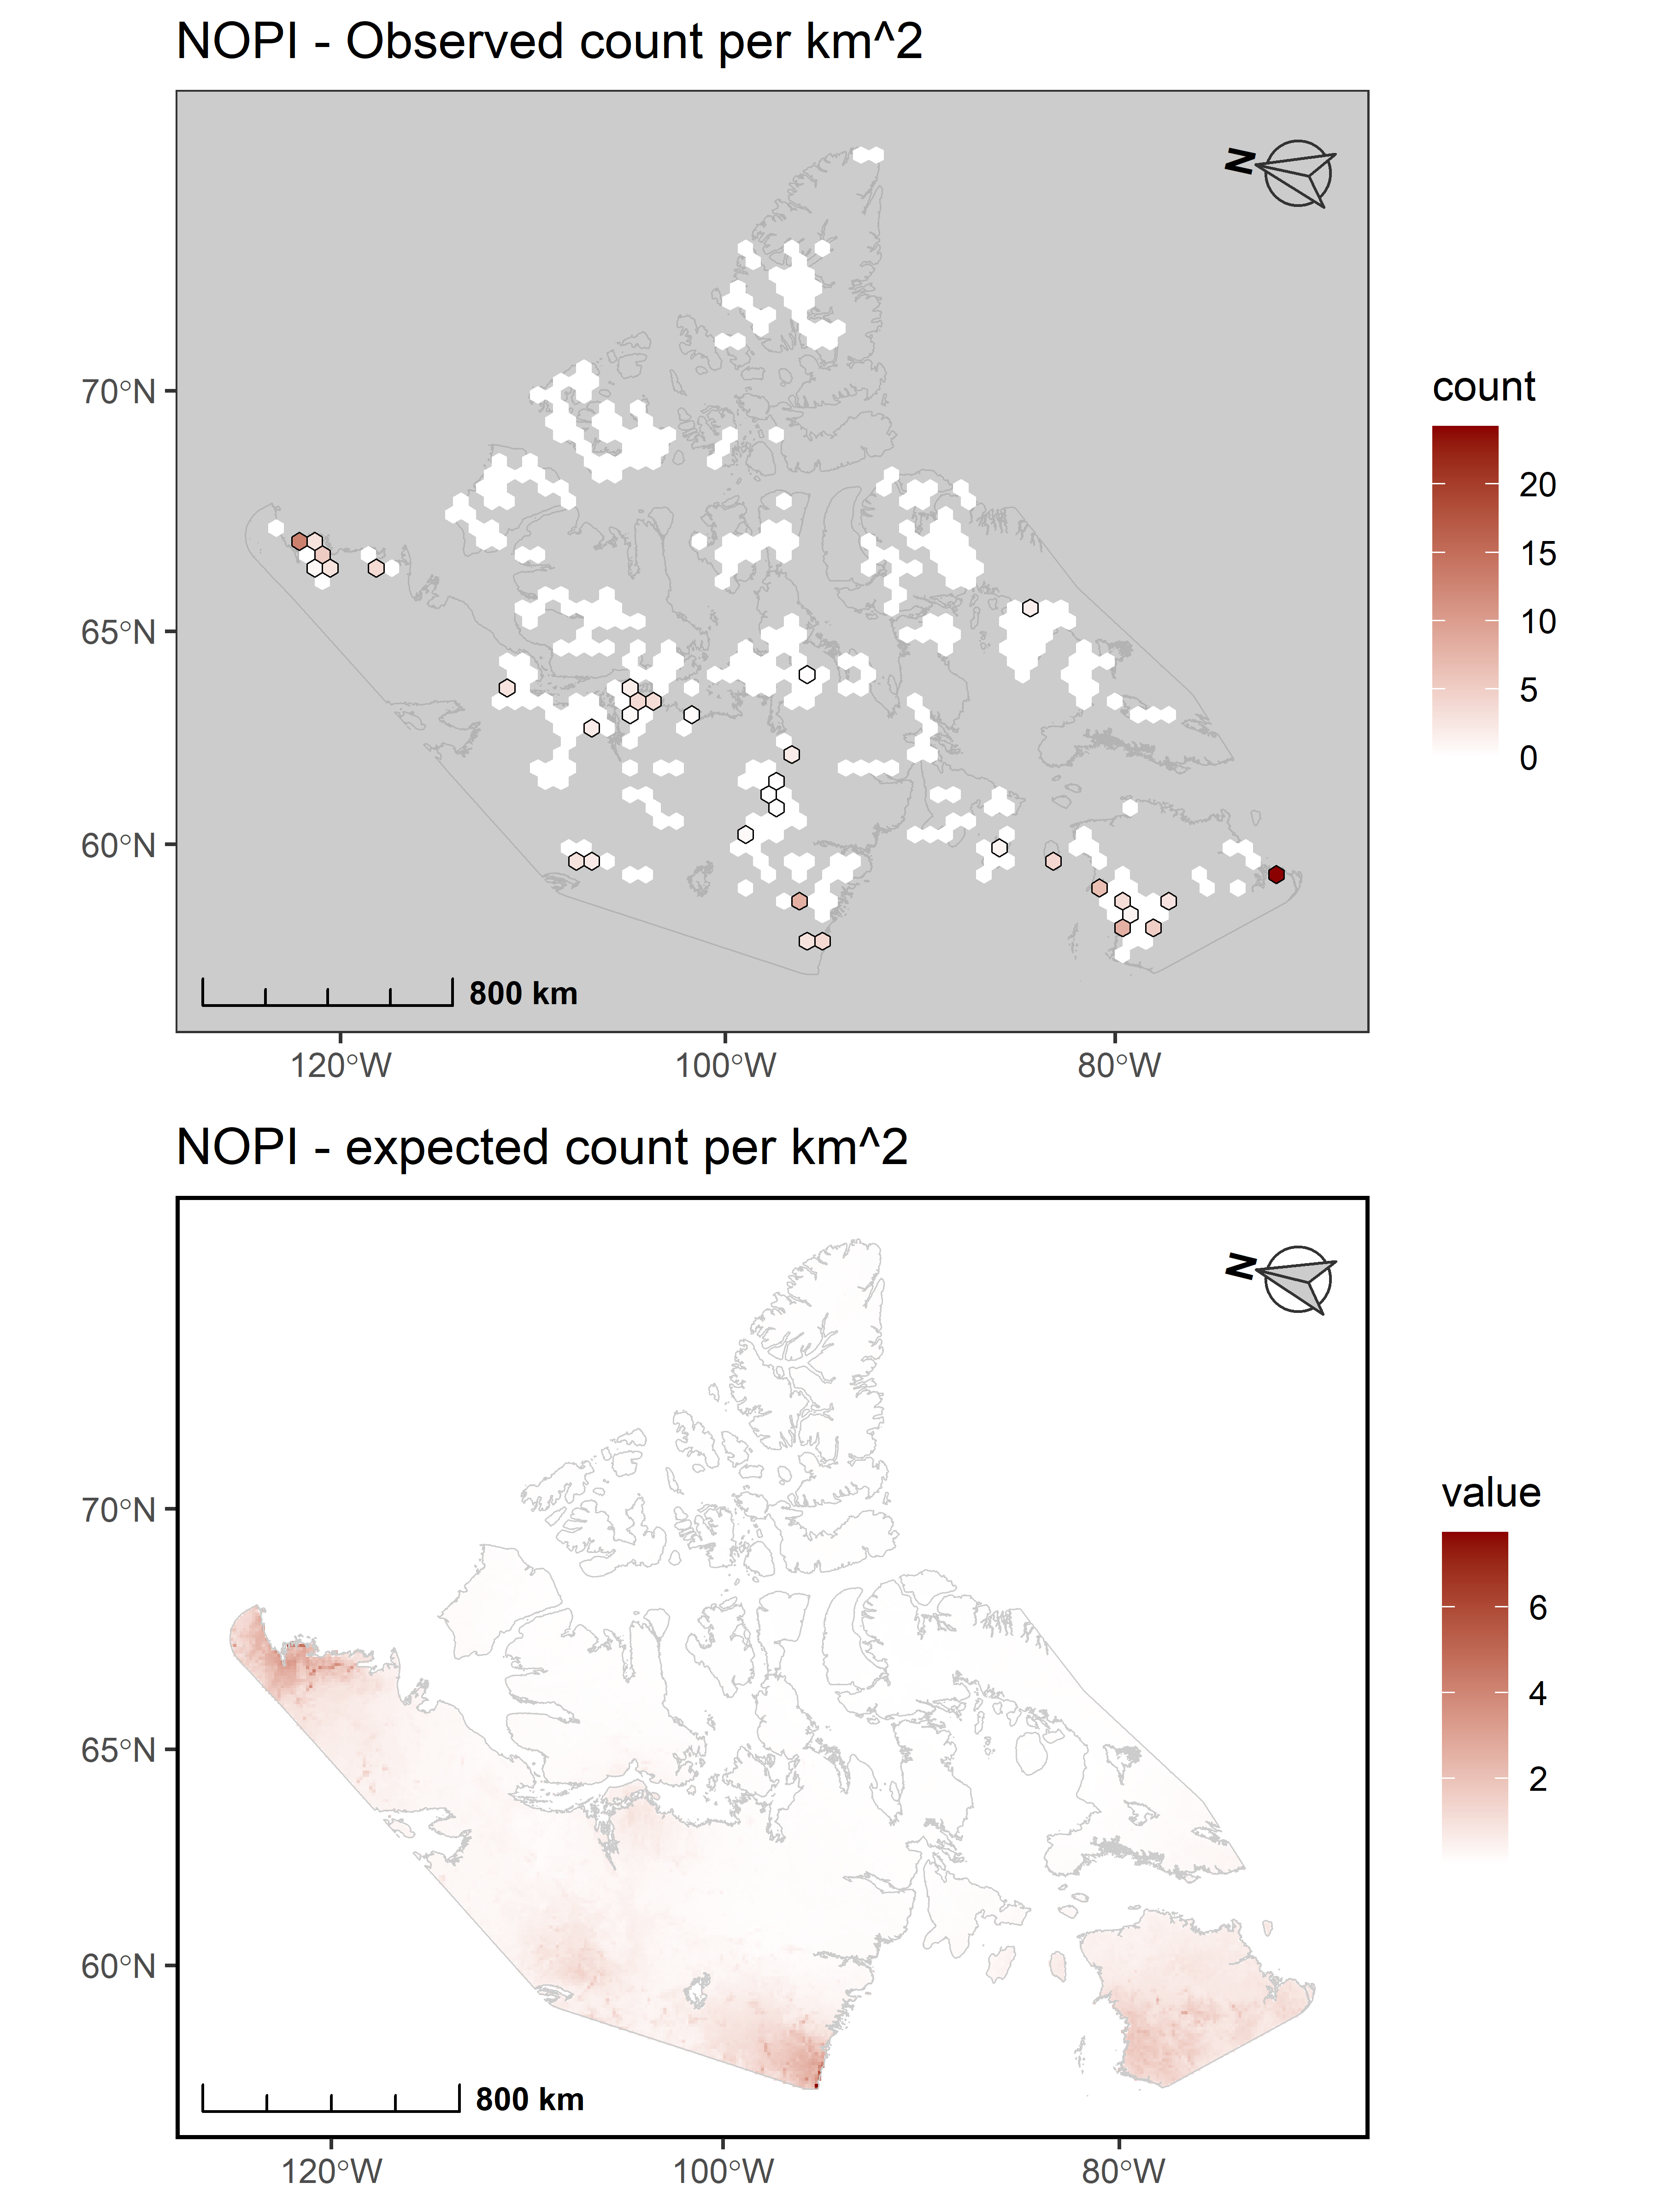 NOPI - Observed count per km^2
N
70°N
65°N
60°N
800 km
120°W 100°W 80°W
count
20
15
10
5
0
NOPI - expected count per km^2
N
70°N
65°N
60°N
800 km
120°W 100°W 80°W
value
6
4
2